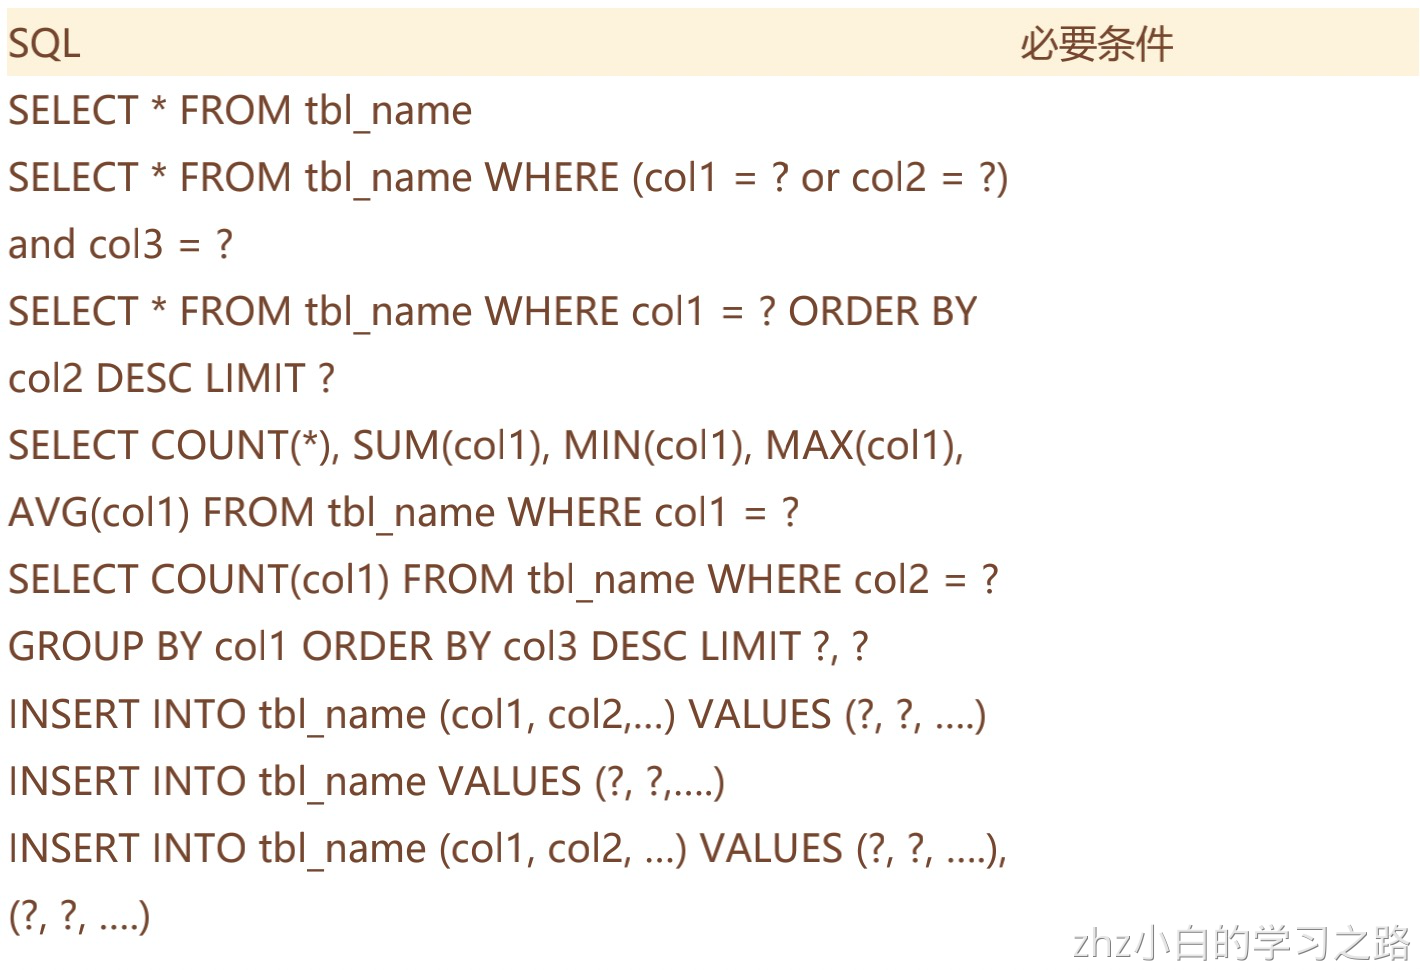 SQL 必要条件
SELECT * FROM tbl_name
SELECT * FROM tbl_name WHERE (col1 = ? or col2 = ?)
and col3 = ?
SELECT * FROM tbl_name WHERE col1 = ? ORDER BY
col2 DESC LIMIT ?
SELECT COUNT(*), SUM(col1), MIN(col1), MAX(col1),
AVG(col1) FROM tbl_name WHERE col1 = ?
SELECT COUNT(col1) FROM tbl_name WHERE col2 = ?
GROUP BY col1 ORDER BY col3 DESC LIMIT ?, ?
INSERT INTO tbl_name (col1, col2,...) VALUES (?, ?, ....)
INSERT INTO tbl_name VALUES (?, ?,....)
INSERT INTO tbl_name (col1, col2, ...) VALUES (?, ?, ....),
(?, ?, ....)
zhz小白的学习之路